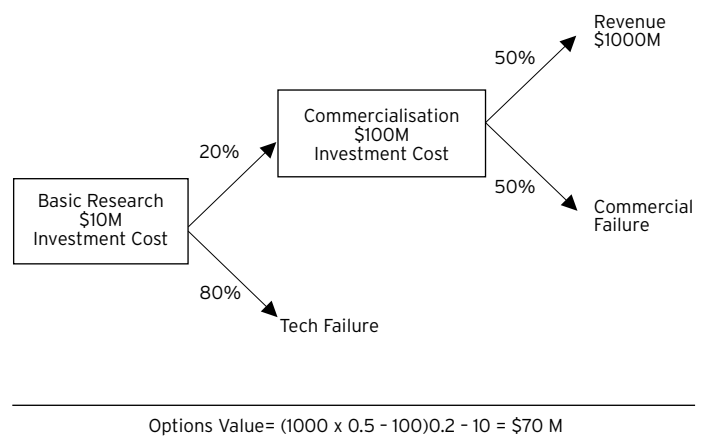 Revenue
$1000M
50%
Commercialisation
$100M
Investment Cost
20%
50%
Basic Research
$10M
Investment Cost
Commercial
Failure
80%
Tech Failure
Options Value= (1000 x 0.5 – 100)0.2 – 10 = $70 M